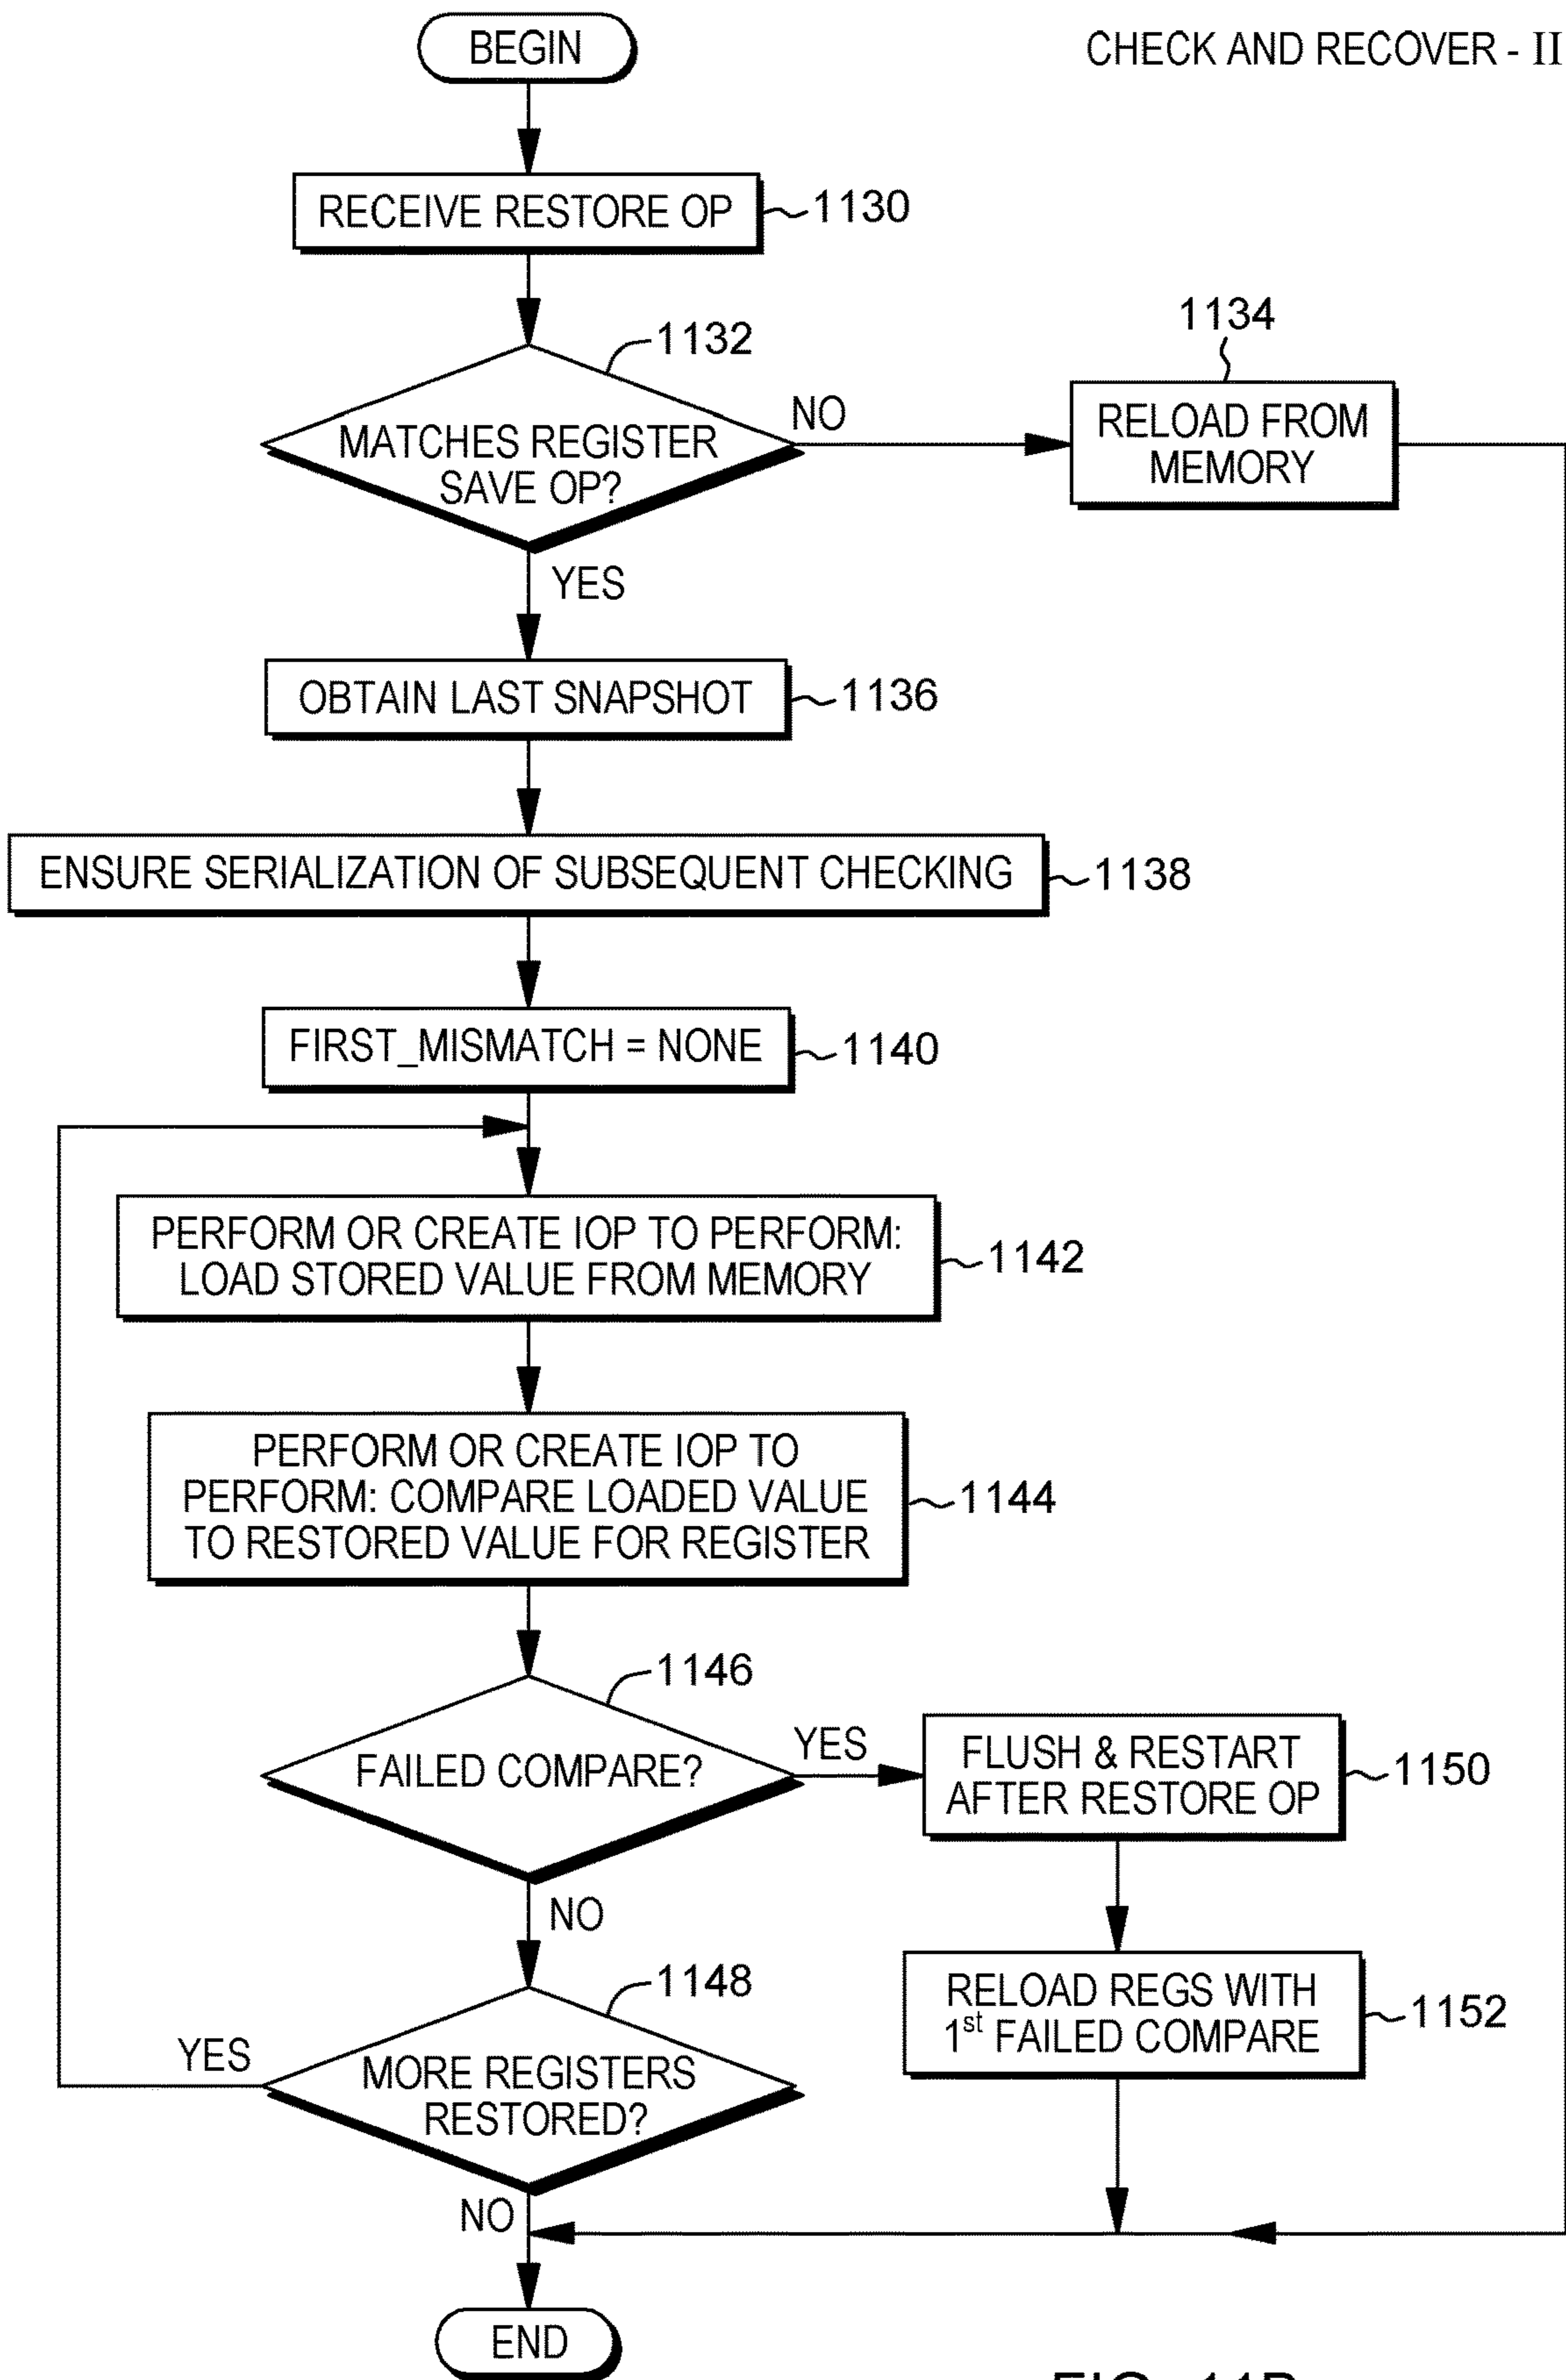 CHECK AND RECOVER - II
BEGIN
RECEIVE RESTORE OP
1130
1132
MATCHES REGISTER
SAVE OP?
NO
1134
RELOAD FROM
MEMORY
YES
OBTAIN LAST SNAPSHOT
1136
ENSURE SERIALIZATION OF SUBSEQUENT CHECKING
1138
FIRST_MISMATCH = NONE
1140
PERFORM OR CREATE IOP TO PERFORM:
LOAD STORED VALUE FROM MEMORY
1142
PERFORM OR CREATE IOP TO
PERFORM: COMPARE LOADED VALUE
TO RESTORED VALUE FOR REGISTER
1144
1146
FAILED COMPARE?
YES
FLUSH & RESTART
AFTER RESTORE OP
1150
NO
1148
MORE REGISTERS
RESTORED?
YES
RELOAD REGS WITH
1st FAILED COMPARE
1152
NO
END